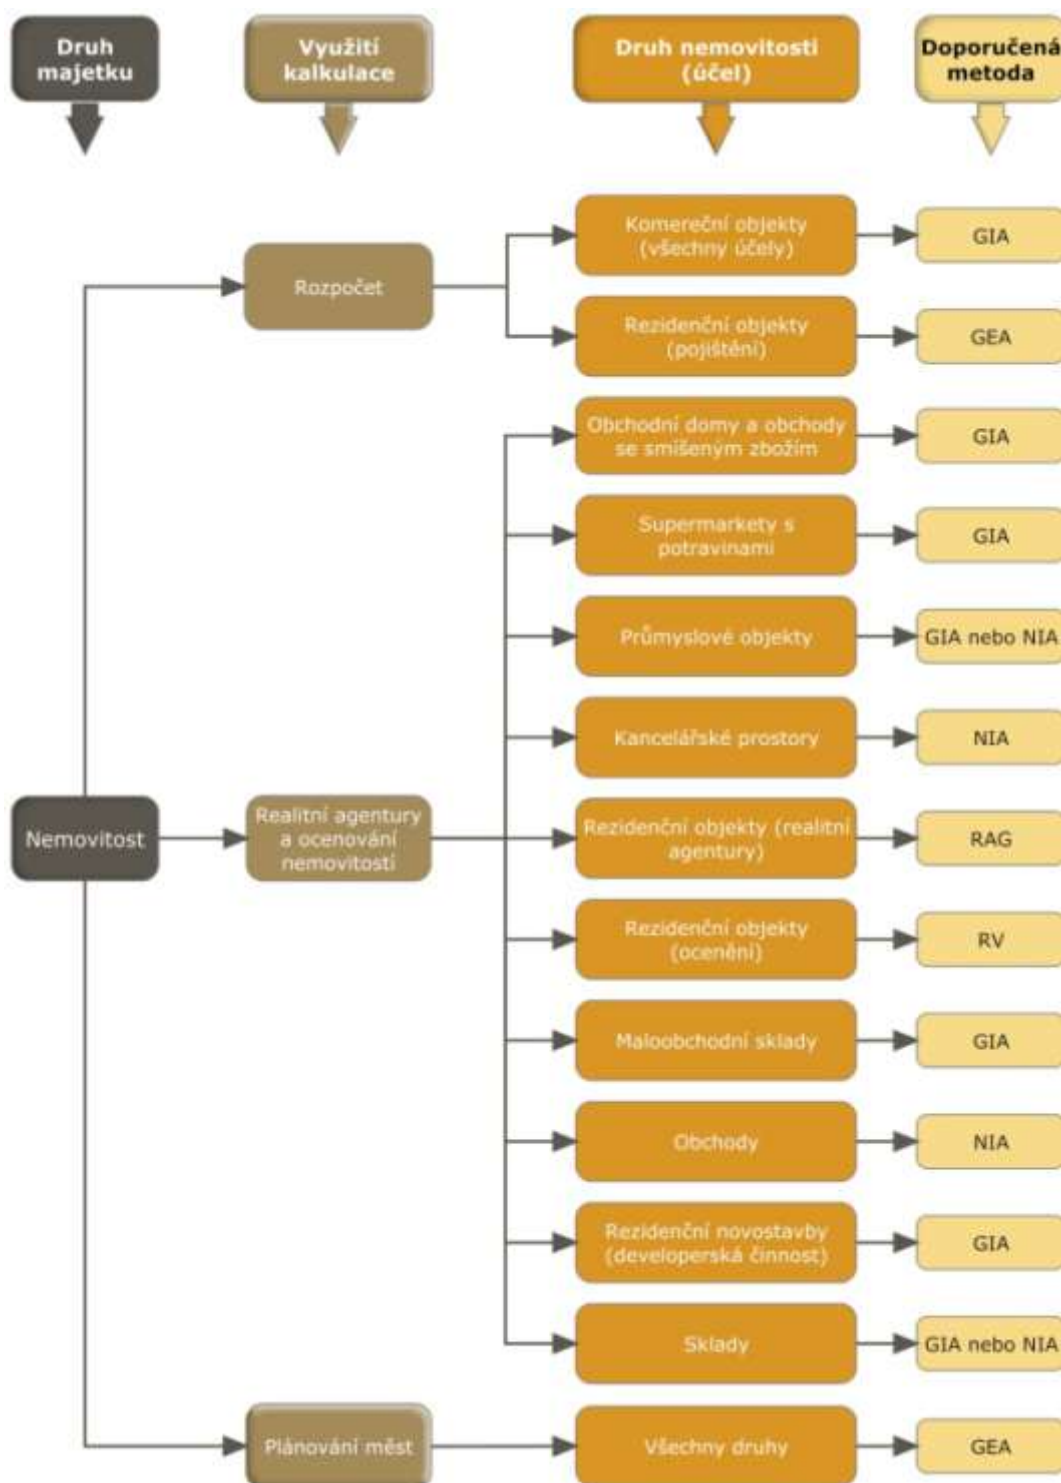 Druh
majetku
Využití
kalkulace
Druh nemovitosti
(účel)
Doporučená
metoda
Komereční objekty
(všechny účely)
GIA
Rozpočet
Rezidenční objekty
(pojištění)
GEA
Obchodní domy a obchody
se smíšeným zbožím
GIA
Supermarkety s
potravinami
GIA
Průmyslové objekty
GIA nebo NIA
Kancelářské prostory
NIA
Nemovitost
Realitní agentury
a ocenování
nemovitostí
Rezidenční objekty (realitní
agentury)
RAG
Rezidenční objekty
(ocenění)
RV
Maloobchodní sklady
GIA
Obchody
NIA
Rezidenční novostavby
(developerská činnost)
GIA
Sklady
GIA nebo NIA
Plánování měst
Všechny druhy
GEA